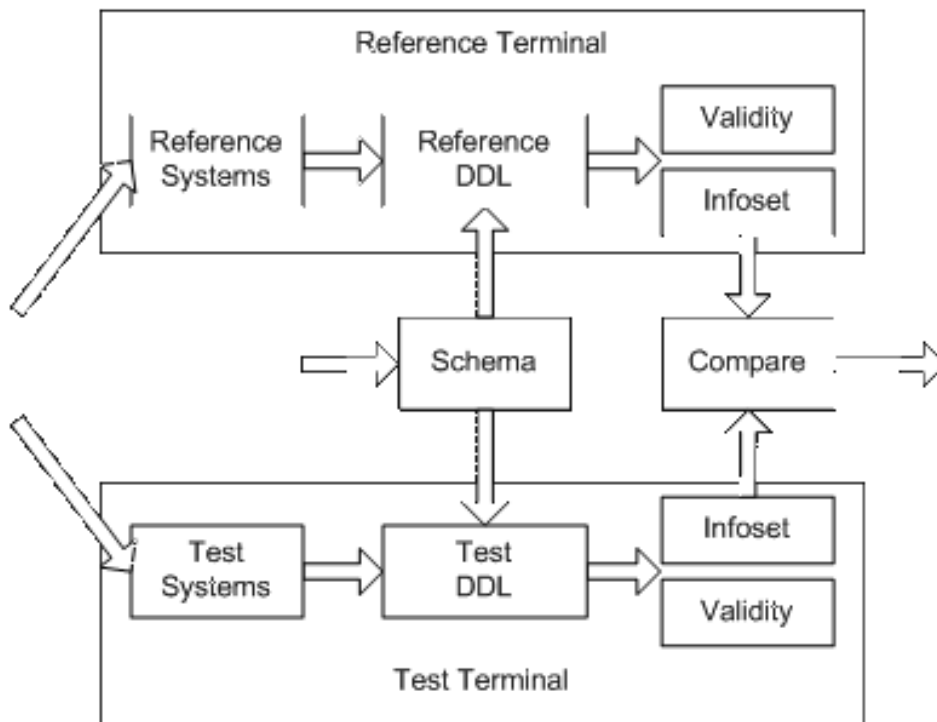 Reference Terminal
Reference
Systems
Reference
DDL
Validity
Infoset
Schema
Compare
Test
Systems
Test
DDL
Infoset
Validity
Test Terminal